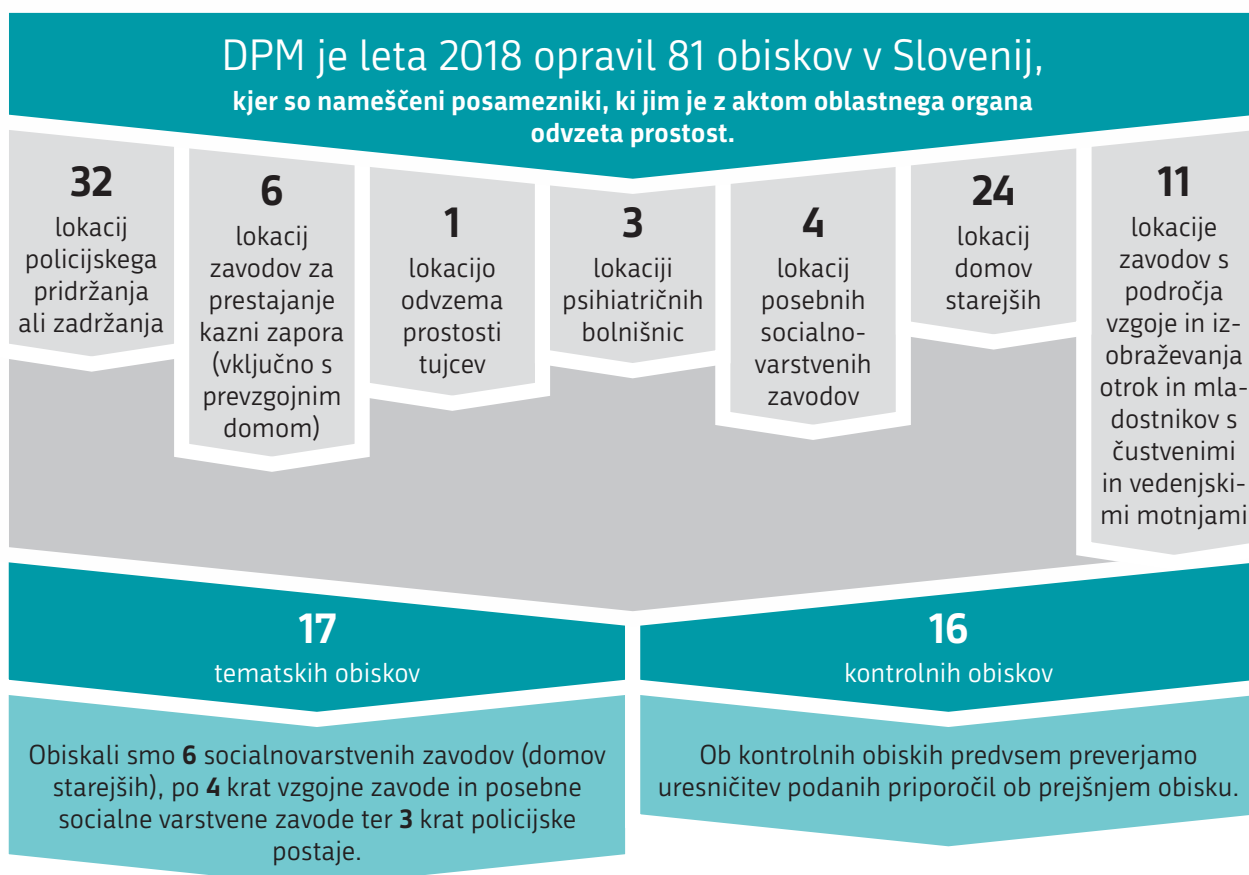 DPM je leta 2018 opravil 81 obiskov v Slovenij,
kjer so nameščeni posamezniki, ki jim je z aktom oblastnega organa
odvzeta prostost.
32
lokacij
policijskega
pridržanja
ali zadržanja
6
lokacij
zavodov za
prestajanje
kazni zapora
(vključno s
prevzgojnim
domom)
1
lokacijo
odvzema
prostosti
tujcev
3
lokaciji
psihiatričnih
bolnišnic
4
lokacij
posebnih
socialno-
varstvenih
zavodov
24
lokacij
domov
starejših
11
lokacije
zavodov s
področja
vzgoje in iz-
obraževanja
otrok in mla-
dostnikov s
čustvenimi
in vedenjski-
mi motnjami
17
tematskih obiskov
Obiskali smo 6 socialnovarstvenih zavodov (domov
starejših), po 4 krat vzgojne zavode in posebne
socialne varstvene zavode ter 3 krat policijske
postaje.
16
kontrolnih obiskov
Ob kontrolnih obiskih predvsem preverjamo
uresničitev podanih priporočil ob prejšnjem obisku.